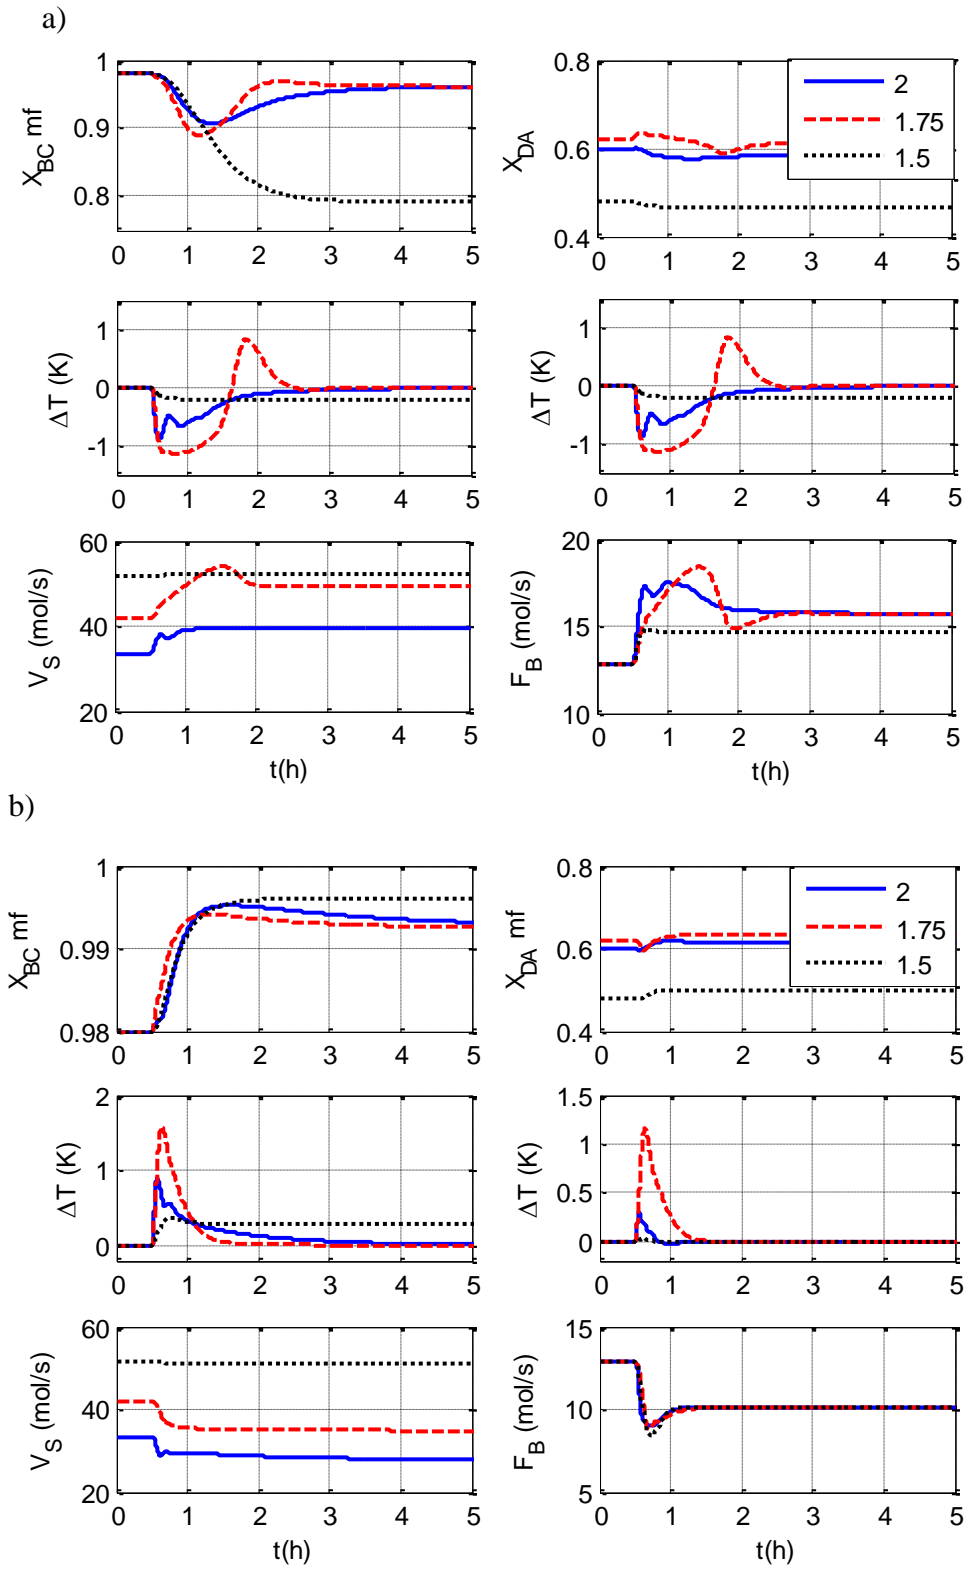 a)
1
0.9
0.8
X_BC mf
0 1 2 3 4 5
0.8
0.6
0.4
X_DA
2
1.75
1.5
0 1 2 3 4 5
1
0
-1
ΔT (K)
0 1 2 3 4 5
1
0
-1
ΔT (K)
0 1 2 3 4 5
60
40
20
V_S (mol/s)
0 1 2 3 4 5
t(h)
20
15
10
F_B (mol/s)
0 1 2 3 4 5
t(h)
b)
1
0.99
0.98
X_BC mf
0 1 2 3 4 5
0.8
0.6
0.4
X_DA mf
2
1.75
1.5
0 1 2 3 4 5
2
1
0
ΔT (K)
0 1 2 3 4 5
1.5
1
0.5
0
ΔT (K)
0 1 2 3 4 5
60
40
20
V_S (mol/s)
0 1 2 3 4 5
t(h)
15
10
5
F_B (mol/s)
0 1 2 3 4 5
t(h)